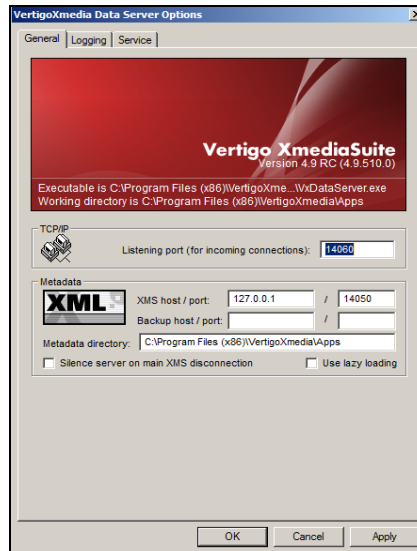 VertigoXmedia Data Server Options
General Logging Service
Vertigo XmediaSuite
Version 4.9 RC (4.9.510.0)
Executable is C:\Program Files (x86)\VertigoXme...\VxDataServer.exe
Working directory is C:\Program Files (x86)\VertigoXmedia\Apps
TCP/IP
Listening port (for incoming connections): 14060
Metadata
XML XMS host / port: 127.0.0.1 / 14050
Backup host / port: /
Metadata directory: C:\Program Files (x86)\VertigoXmedia\Apps
Silence server on main XMS disconnection Use lazy loading
OK Cancel Apply